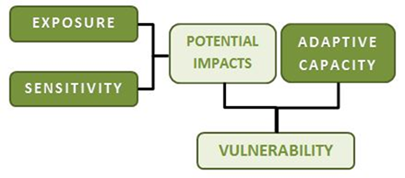 EXPOSURE
SENSITIVITY
POTENTIAL
IMPACTS
ADAPTIVE
CAPACITY
VULNERABILITY